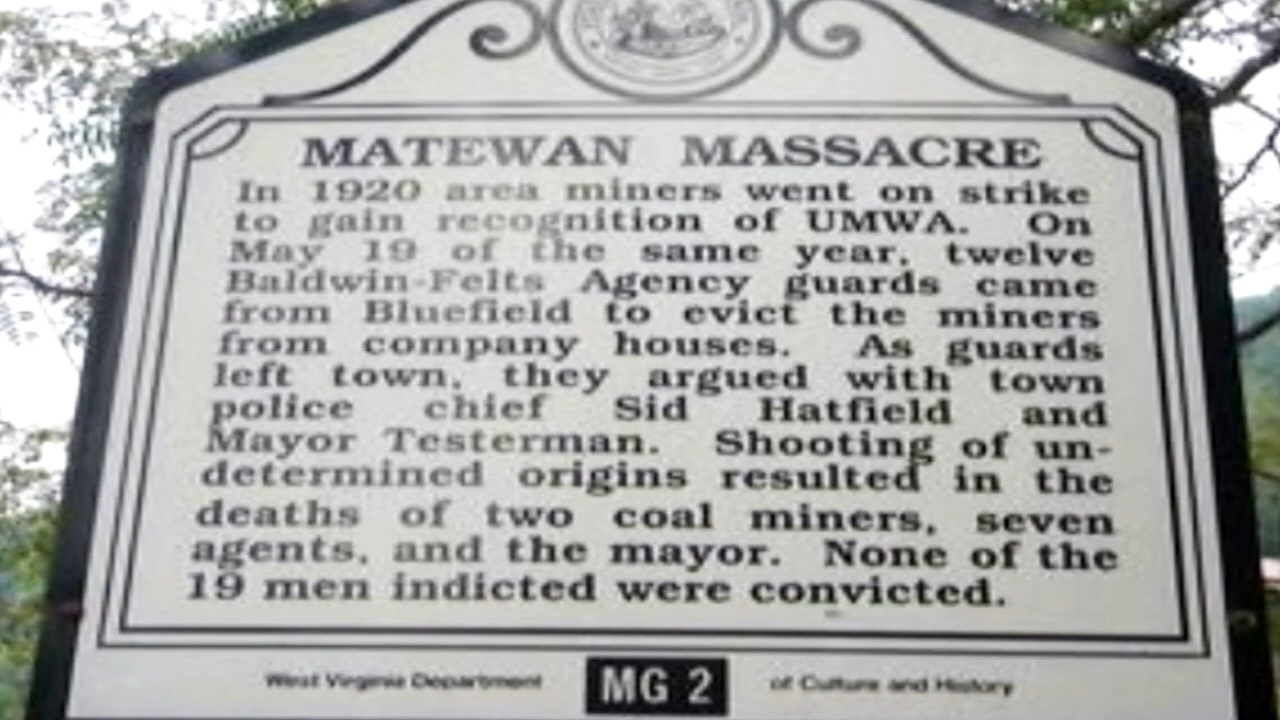 MATEWAN MASSACRE
In 1920 area miners went on strike
to gain recognition of UMWA. On
May 19 of the same year, twelve
Baldwin-Felts Agency guards came
from Bluefield to evict the miners
from company houses. As guards
left town, they argued with town
police chief Sid Hatfield and
Mayor Testerman. Shooting of un-
determined origins resulted in the
deaths of two coal miners, seven
agents, and the mayor. None of the
19 men indicted were convicted.
West Virginia Department MG 2 of Culture and History